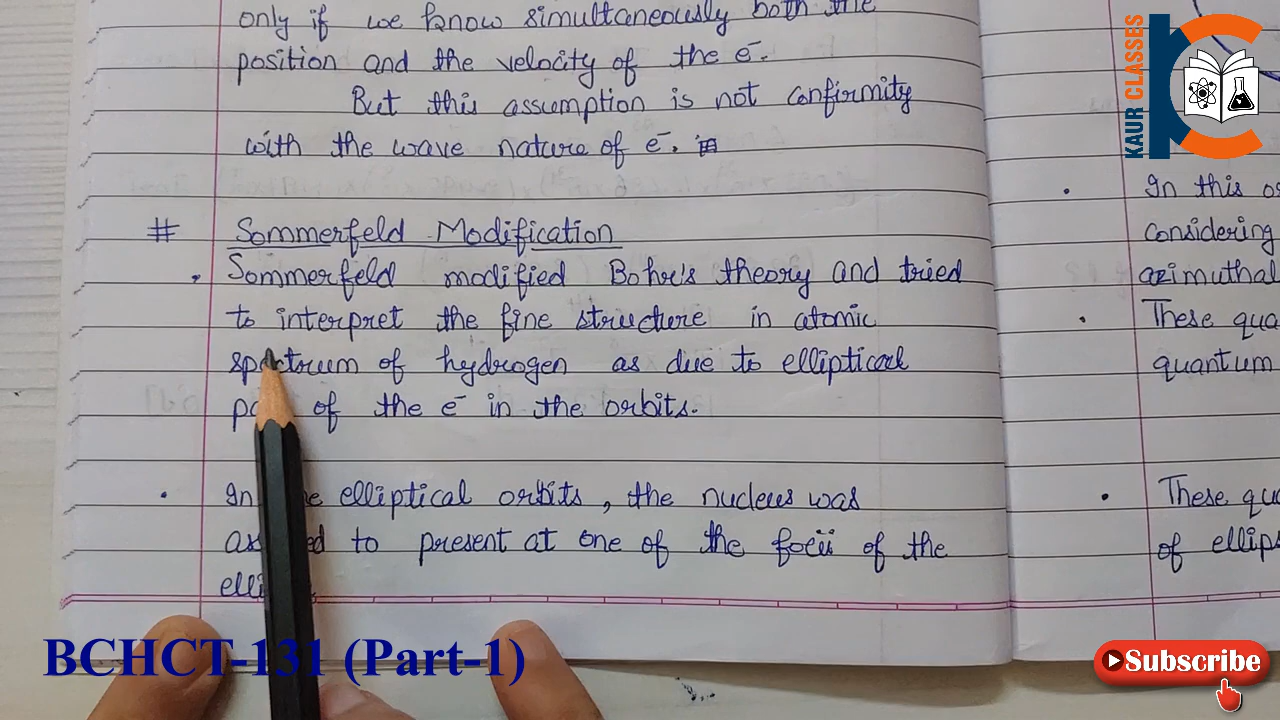 only if we know simultaneously both the
position and the velocity of the e⁻.
But this assumption is not confirmity
with the wave nature of e⁻.
# Sommerfeld Modification
. Sommerfeld modified Bohr's theory and tried
to interpret the fine structure in atomic
spectrum of hydrogen as due to elliptical
of the e⁻ in the orbits.
. In elliptical orbits, the nucleus was
to present at one of the focii of the
KAUR CLASSES
. In this
considering
azimuthal
. These
quantum
. These
of
BCHCT-131 (Part-1)
Subscribe